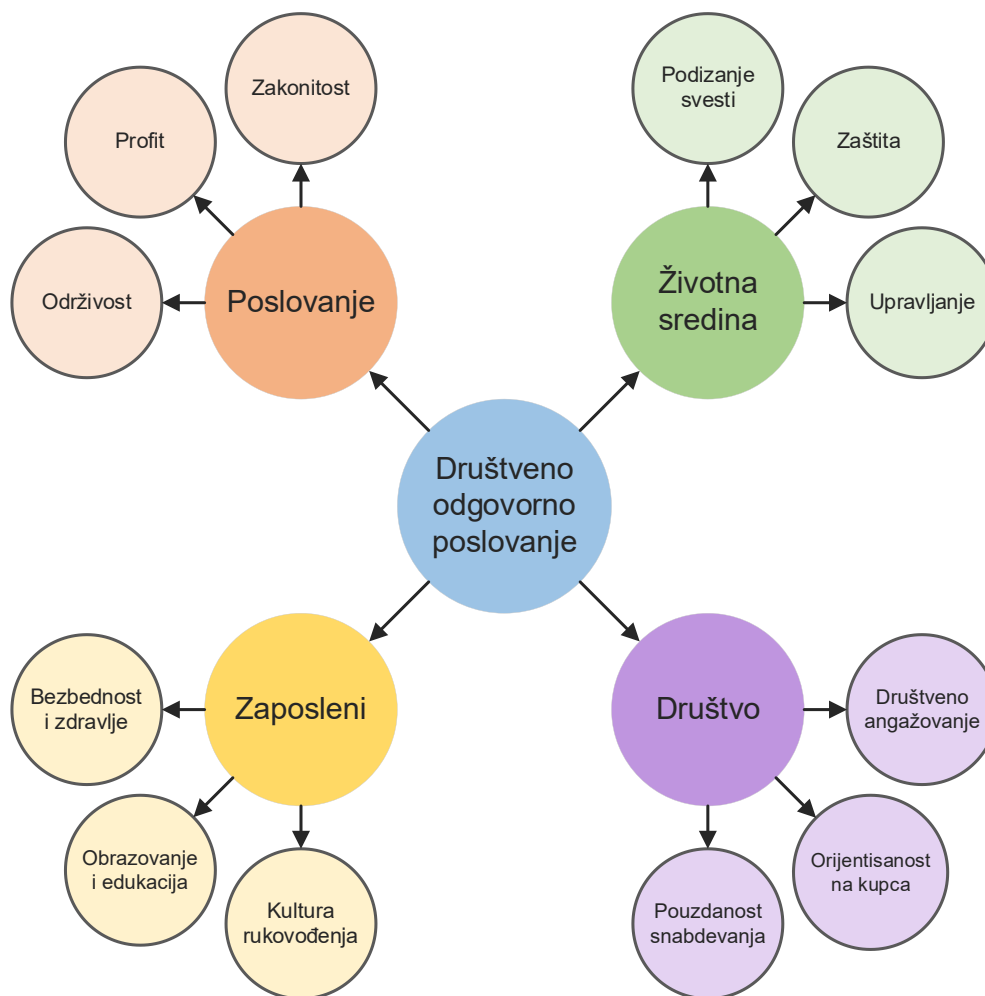 Zakonitost
Profit
Održivost
Poslovanje
Podizanje
svesti
Zaštita
Upravljanje
Životna
sredina
Društveno
odgovorno
poslovanje
Zaposleni
Bezbednost
i zdravlje
Obrazovanje
i edukacija
Kultura
rukovođenja
Društvo
Društveno
angažovanje
Orijentisanost
na kupca
Pouzdanost
snabdevanja